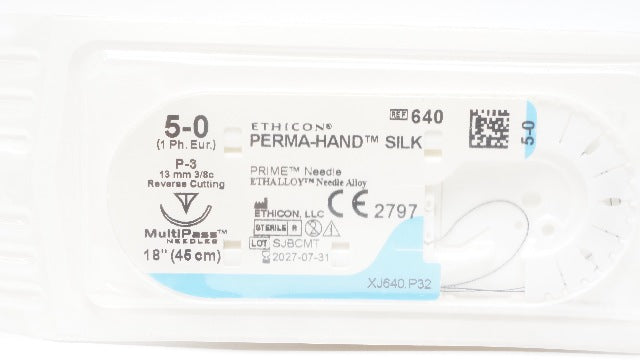 5-0
(1 Ph. Eur.)
P-3
13 mm 3/8c
Reverse Cutting
MultiPass™
NEEDLES
18" (45 cm)
ETHICON®
PERMA-HAND™ SILK
REF 640
PRIME™ Needle
ETHALLOY™ Needle Alloy
ETHICON, LLC
CE 2797
STERILE R
LOT SJBCMT
2027-07-31
XJ640.P32
5-0